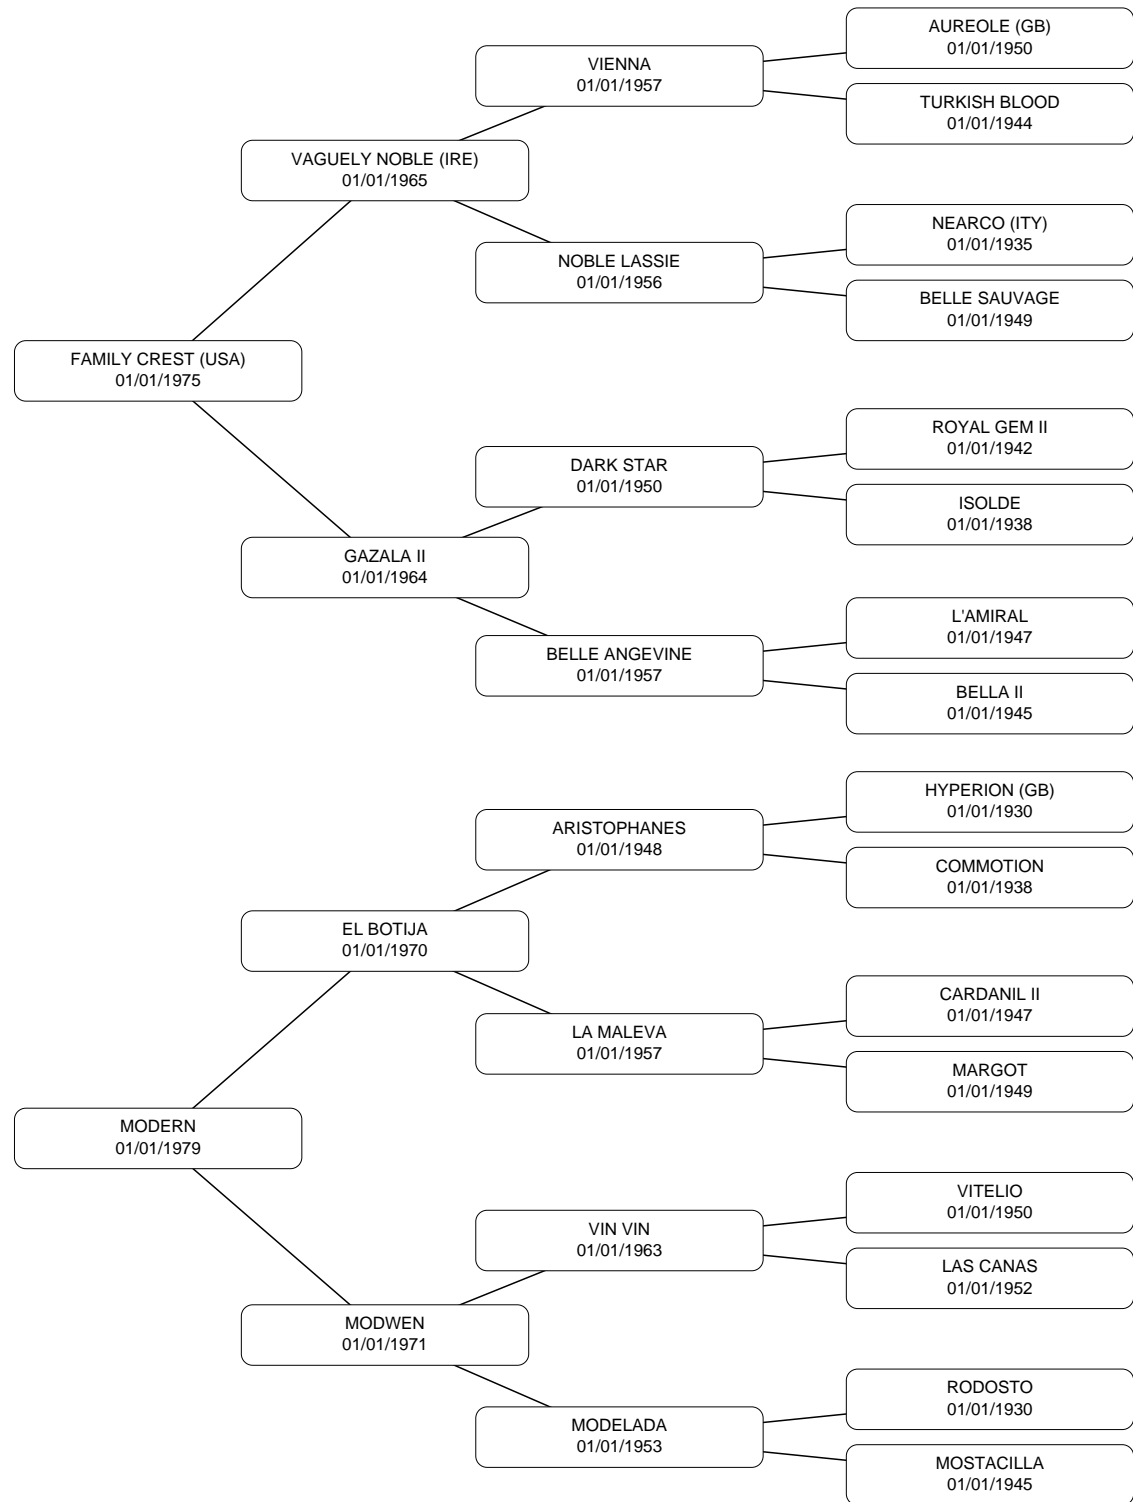 AUREOLE (GB)
01/01/1950
VIENNA
01/01/1957
TURKISH BLOOD
01/01/1944
VAGUELY NOBLE (IRE)
01/01/1965
NEARCO (ITY)
01/01/1935
NOBLE LASSIE
01/01/1956
BELLE SAUVAGE
01/01/1949
FAMILY CREST (USA)
01/01/1975
ROYAL GEM II
01/01/1942
DARK STAR
01/01/1950
ISOLDE
01/01/1938
GAZALA II
01/01/1964
L'AMIRAL
01/01/1947
BELLE ANGEVINE
01/01/1957
BELLA II
01/01/1945
HYPERION (GB)
01/01/1930
ARISTOPHANES
01/01/1948
COMMOTION
01/01/1938
EL BOTIJA
01/01/1970
CARDANIL II
01/01/1947
LA MALEVA
01/01/1957
MARGOT
01/01/1949
MODERN
01/01/1979
VITELIO
01/01/1950
VIN VIN
01/01/1963
LAS CANAS
01/01/1952
MODWEN
01/01/1971
RODOSTO
01/01/1930
MODELADA
01/01/1953
MOSTACILLA
01/01/1945